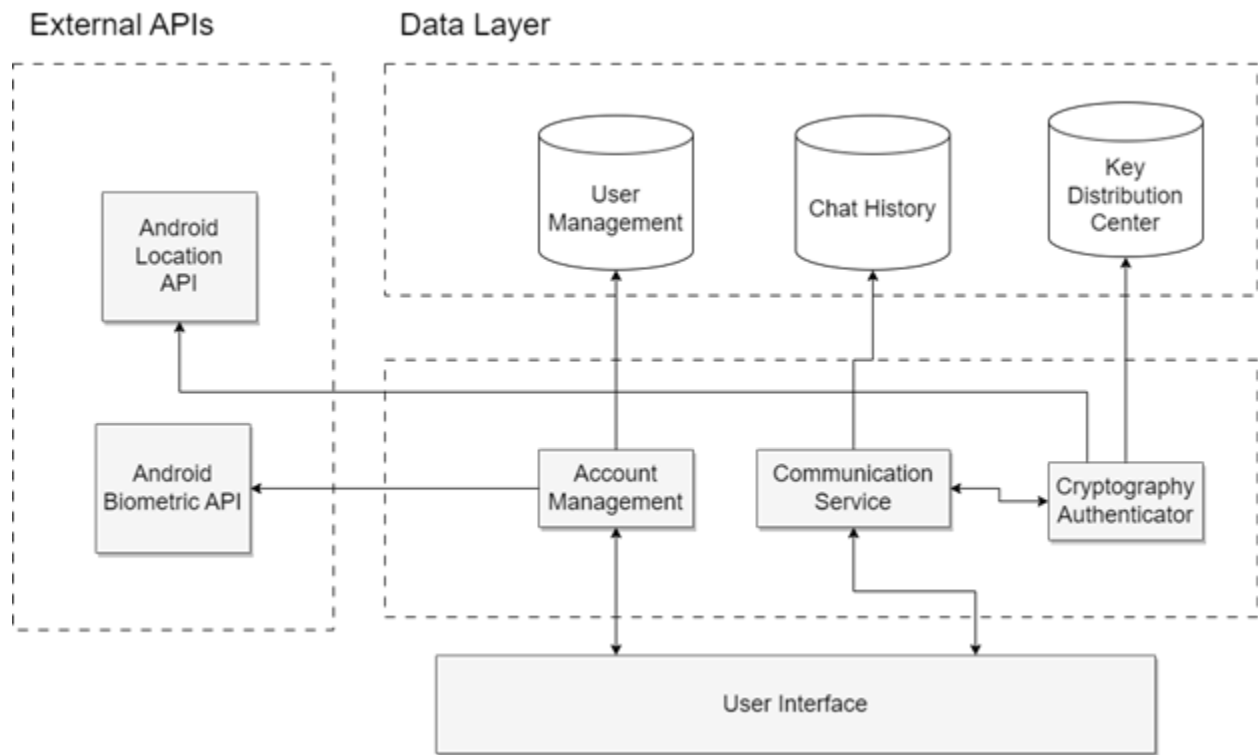 External APIs
Data Layer
User
Management
Chat History
Key
Distribution
Center
Android
Location
API
Android
Biometric API
Account
Management
Communication
Service
Cryptography
Authenticator
User Interface